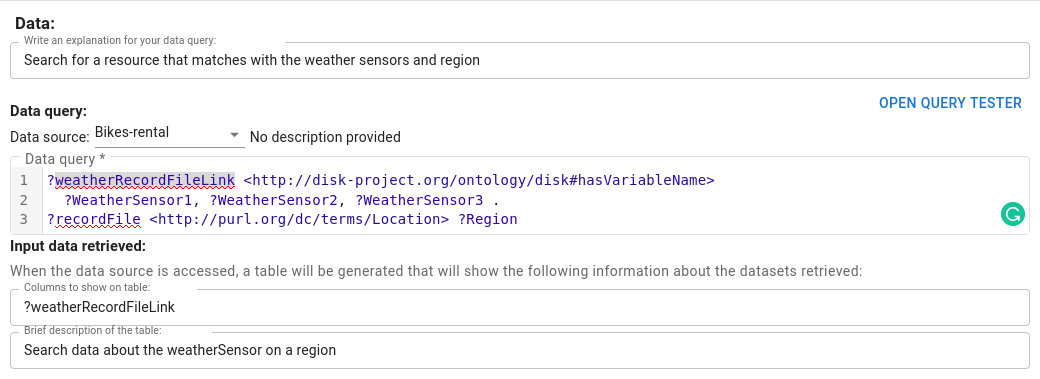 Data:
Write an explanation for your data query:
Search for a resource that matches with the weather sensors and region
Data query:
OPEN QUERY TESTER
Data source: Bikes-rental No description provided
Data query *
1 ?weatherRecordFileLink <http://disk-project.org/ontology/disk#hasVariableName>
2 ?WeatherSensor1, ?WeatherSensor2, ?WeatherSensor3 .
3 ?recordFile <http://purl.org/dc/terms/Location> ?Region
Input data retrieved:
When the data source is accessed, a table will be generated that will show the following information about the datasets retrieved:
Columns to show on table:
?weatherRecordFileLink
Brief description of the table:
Search data about the weatherSensor on a region